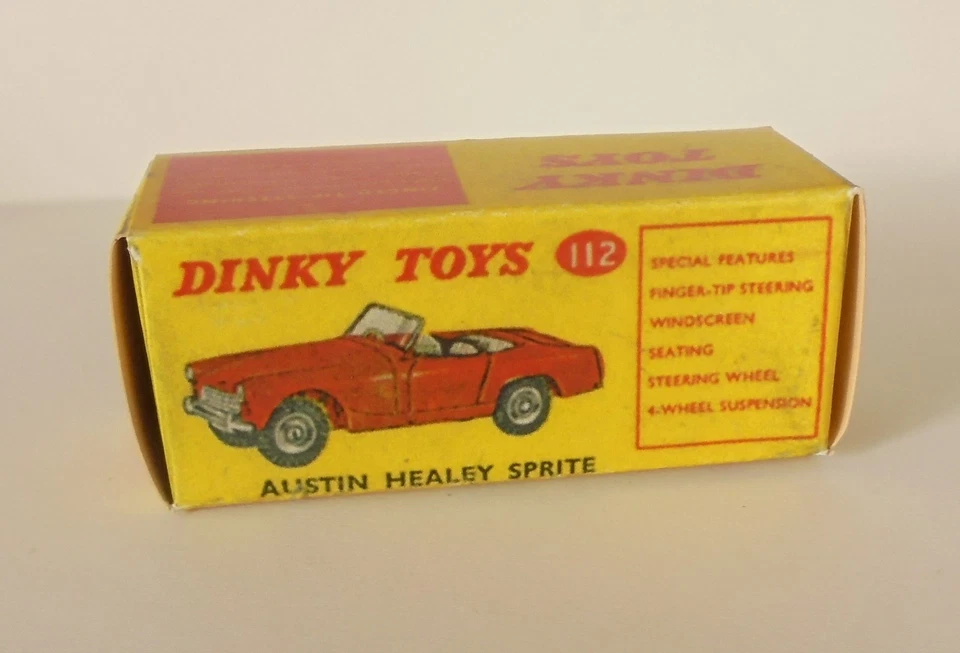 DINKY
TOYS
DINKY TOYS 112
SPECIAL FEATURES
FINGER-TIP STEERING
WINDSCREEN
SEATING
STEERING WHEEL
4-WHEEL SUSPENSION
AUSTIN HEALEY SPRITE